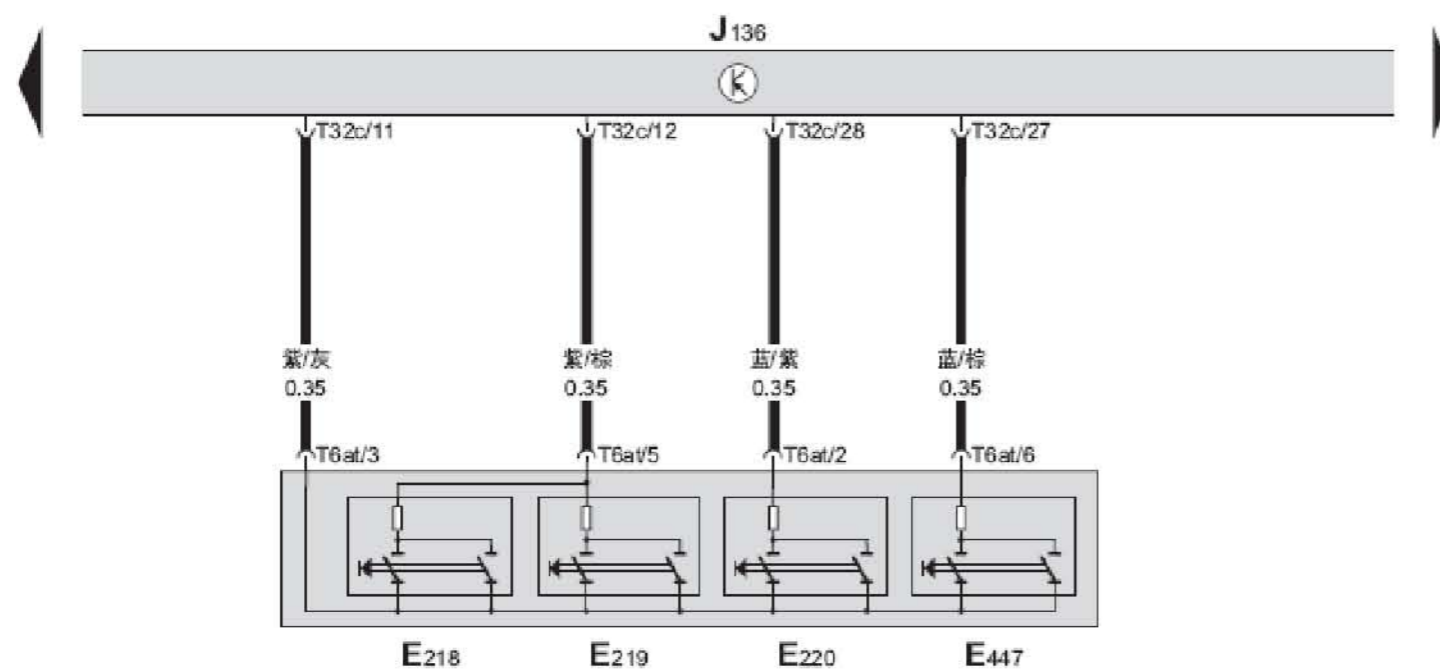 J136
T32c/11
T32c/12
T32c/28
T32c/27
紫/灰
紫/棕
蓝/紫
蓝/棕
0.35
0.35
0.35
0.35
T6at/3
T6at/5
T6at/2
T6at/6
E218
E219
E220
E447